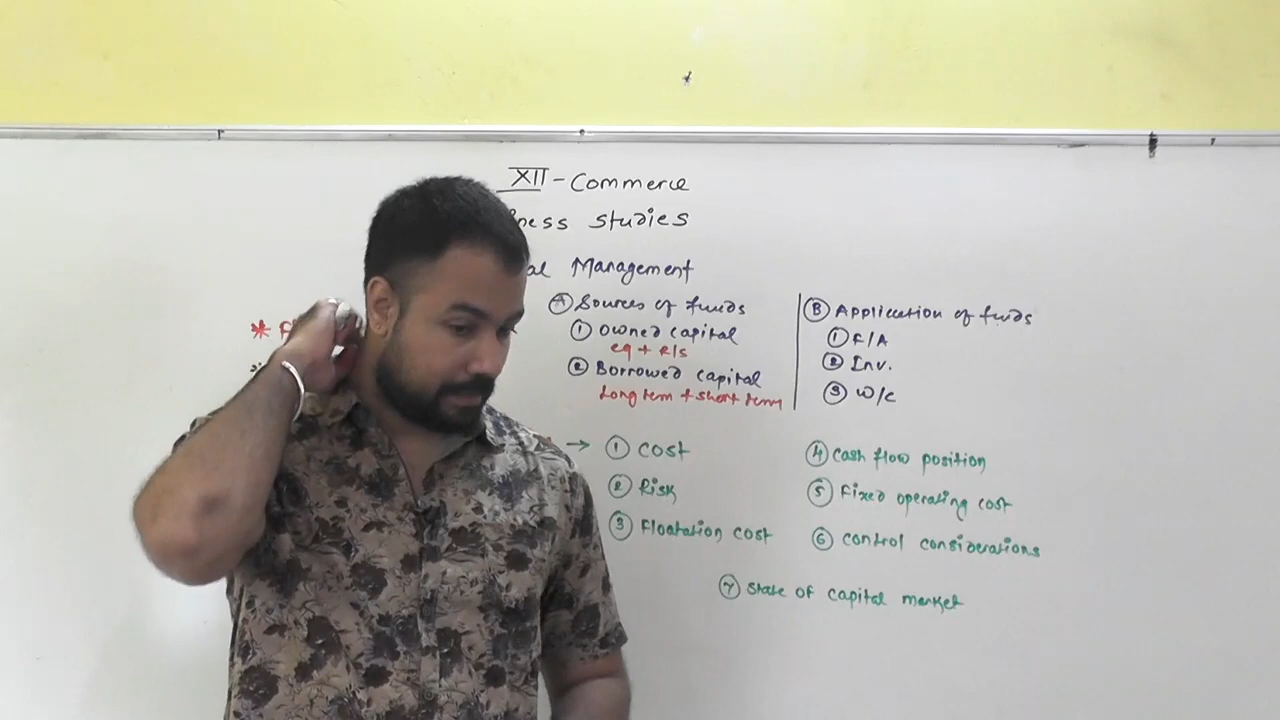 XII - Commerce
ness Studies
al Management
Ⓐ Sources of funds
① Owned capital
eq + R/S
② Borrowed capital
Long term + short term
Ⓑ Application of funds
① F/A
② Inv.
③ W/C
* F
→ ① Cost
② Risk
③ Floatation cost
④ Cash flow position
⑤ Fixed operating cost
⑥ Control considerations
⑦ State of capital market